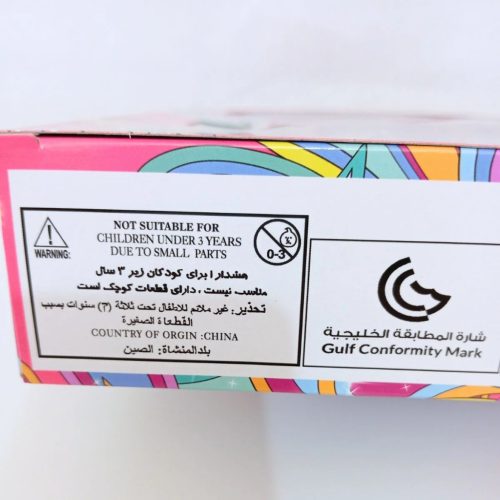 WARNING:
NOT SUITABLE FOR
CHILDREN UNDER 3 YEARS
DUE TO SMALL PARTS
0-3
هشدار! برای کودکان زیر ۳ سال
مناسب نیست ، دارای قطعات کوچک است
تحذير: غير ملائم للاطفال تحت ثلاثة (٣) سنوات بسبب
القطعاة الصغيرة
COUNTRY OF ORGIN :CHINA
بلدالمنشاة: الصين
شارة المطابقة الخليجية
Gulf Conformity Mark